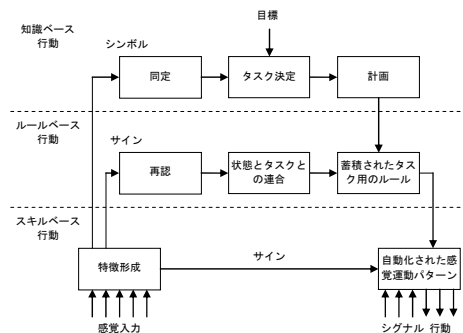 目標
知識ベース
行動
シンボル
同定
タスク決定
計画
ルールベース
行動
サイン
再認
状態とタスクと
の連合
蓄積されたタス
ク用のルール
スキルベース
行動
特徴形成
サイン
自動化された感
覚運動パターン
感覚入力
シグナル 行動